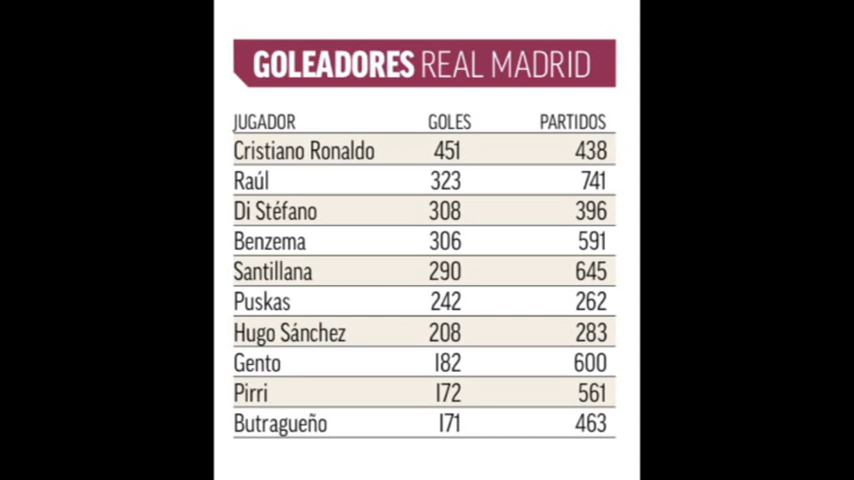 GOLEADORES REAL MADRID
JUGADOR GOLES PARTIDOS
Cristiano Ronaldo 451 438
Raúl 323 741
Di Stéfano 308 396
Benzema 306 591
Santillana 290 645
Puskas 242 262
Hugo Sánchez 208 283
Gento 182 600
Pirri 172 561
Butragueño 171 463